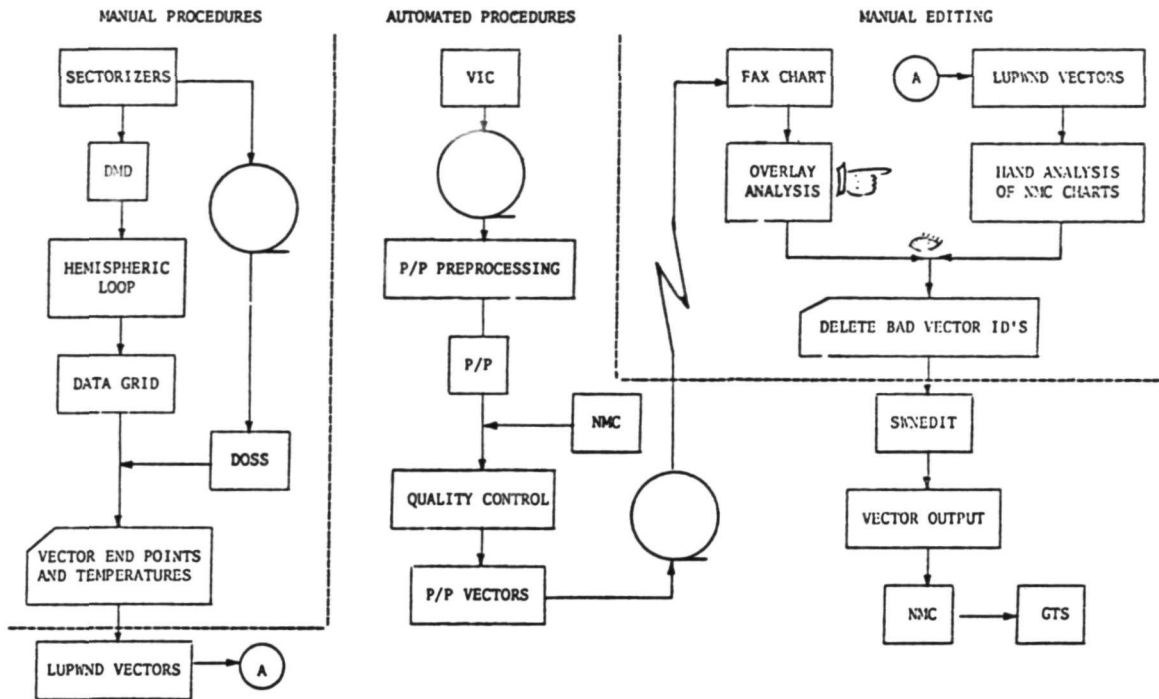 MANUAL PROCEDURES
SECTORIZERS
DMD
HEMISPHERIC
LOOP
DATA GRID
DOSS
VECTOR END POINTS
AND TEMPERATURES
LUPWND VECTORS
A
AUTOMATED PROCEDURES
VIC
P/P PREPROCESSING
P/P
NMC
QUALITY CONTROL
P/P VECTORS
MANUAL EDITING
FAX CHART
OVERLAY
ANALYSIS
A
LUPWND VECTORS
HAND ANALYSIS
OF NMC CHARTS
DELETE BAD VECTOR ID'S
SWNEDIT
VECTOR OUTPUT
NMC
GTS